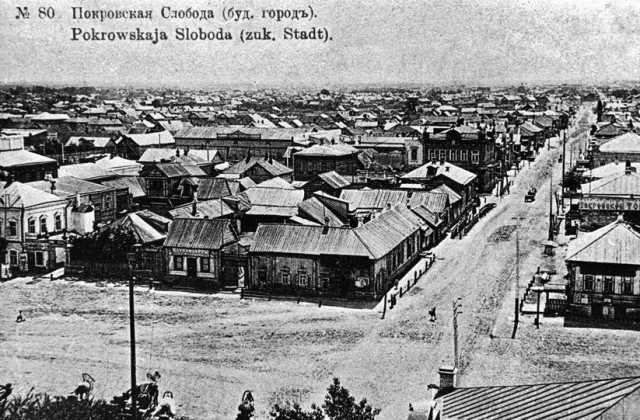 № 80 Покровская Слобода (буд. городъ).
Pokrowskaja Sloboda (zuk. Stadt).